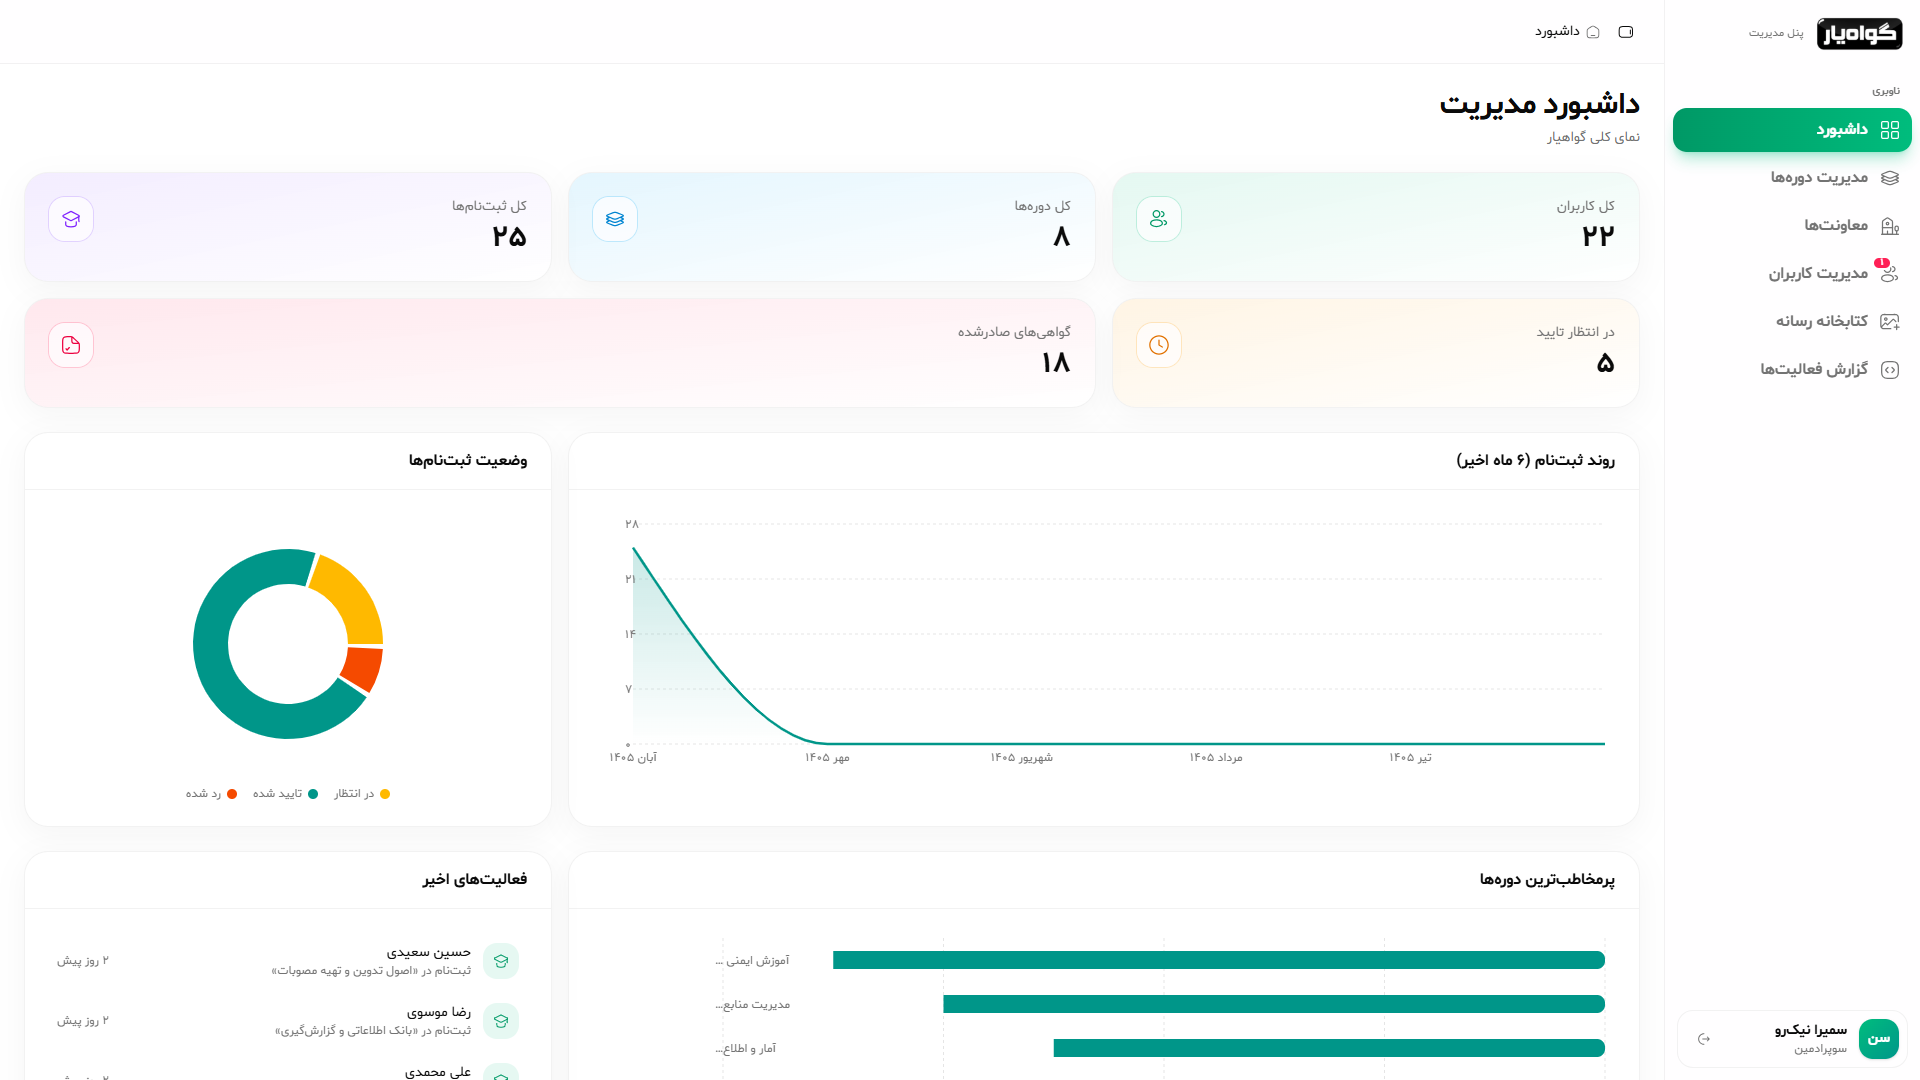 گواه‌یار
پنل مدیریت
ناوبری
داشبورد
مدیریت دوره‌ها
معاونت‌ها
۱
مدیریت کاربران
کتابخانه رسانه
گزارش فعالیت‌ها
سن
سمیرا نیک‌رو
سوپرادمین
داشبورد
داشبورد مدیریت
نمای کلی گواهیار
کل کاربران
۲۲
کل دوره‌ها
۸
کل ثبت‌نام‌ها
۲۵
در انتظار تایید
۵
گواهی‌های صادرشده
۱۸
روند ثبت‌نام (۶ ماه اخیر)
۲۸
۲۱
۱۴
۷
۰
تیر ۱۴۰۵
مرداد ۱۴۰۵
شهریور ۱۴۰۵
مهر ۱۴۰۵
آبان ۱۴۰۵
وضعیت ثبت‌نام‌ها
در انتظار
تایید شده
رد شده
پرمخاطب‌ترین دوره‌ها
آموزش ایمنی ...
مدیریت منابع...
آمار و اطلاع...
فعالیت‌های اخیر
حسین سعیدی
ثبت‌نام در «اصول تدوین و تهیه مصوبات»
۲ روز پیش
رضا موسوی
ثبت‌نام در «بانک اطلاعاتی و گزارش‌گیری»
۲ روز پیش
علی محمدی